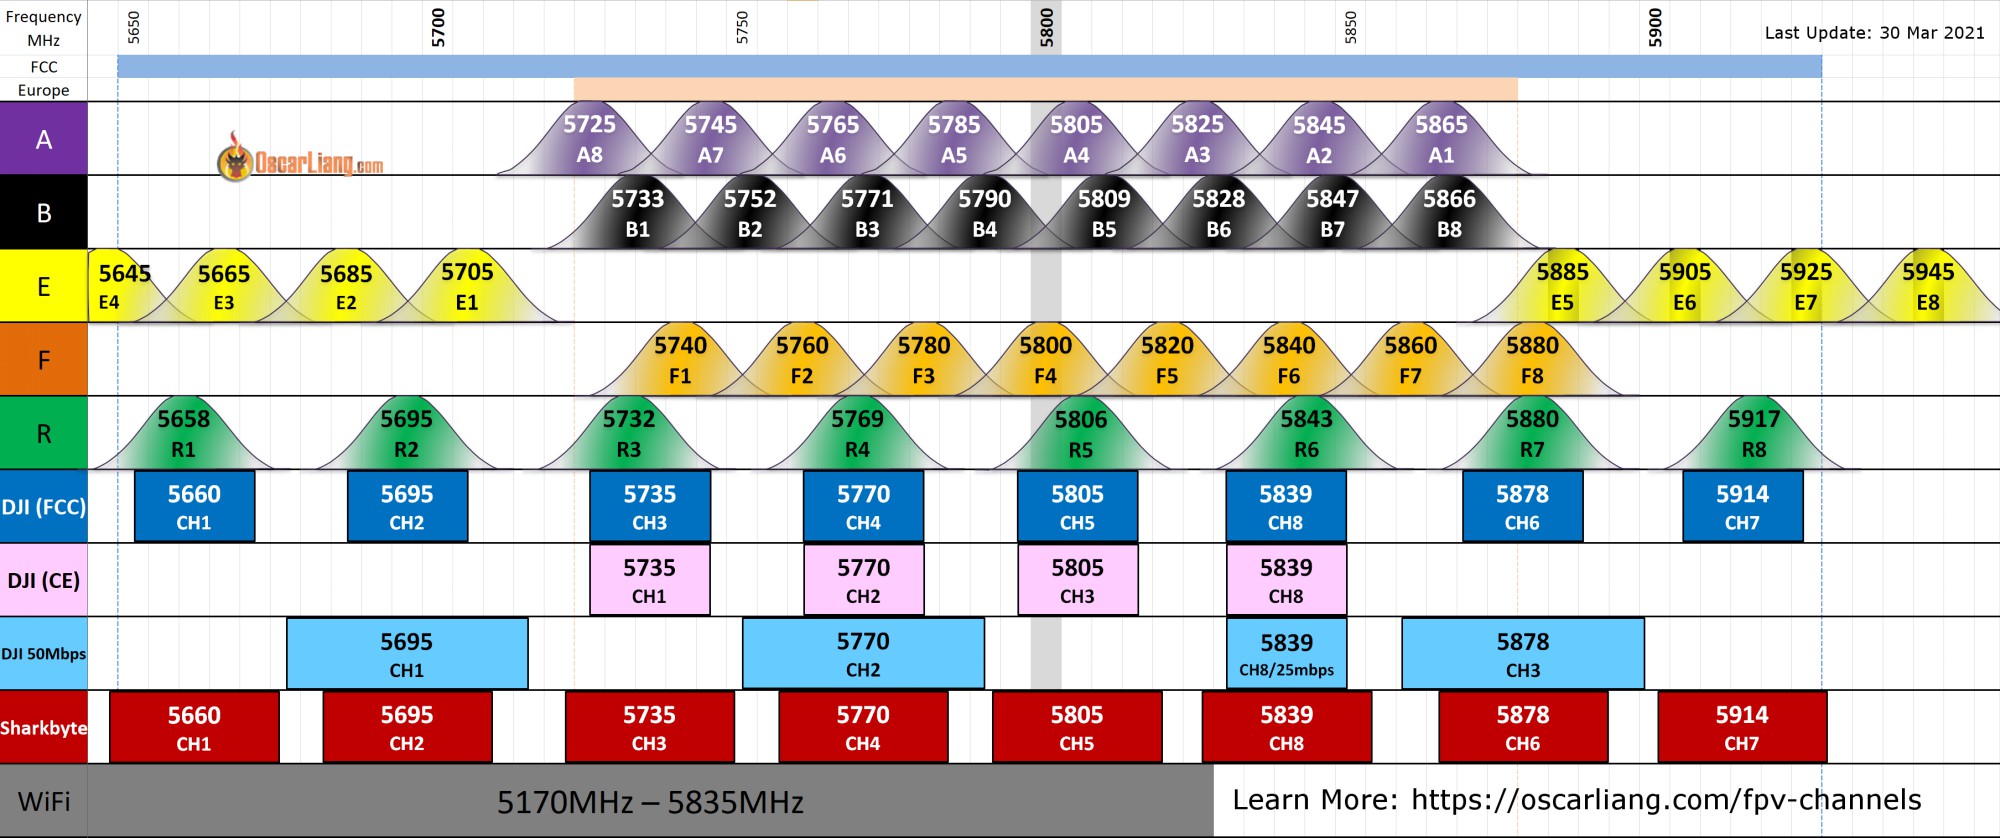 Frequency
MHz
5650 5700 5750 5800 5850 5900
Last Update: 30 Mar 2021
FCC
Europe
A
5725 5745 5765 5785 5805 5825 5845 5865
A8 A7 A6 A5 A4 A3 A2 A1
OscarLiang.com
B
5733 5752 5771 5790 5809 5828 5847 5866
B1 B2 B3 B4 B5 B6 B7 B8
E
5645 5665 5685 5705 5885 5905 5925 5945
E4 E3 E2 E1 E5 E6 E7 E8
F
5740 5760 5780 5800 5820 5840 5860 5880
F1 F2 F3 F4 F5 F6 F7 F8
R
5658 5695 5732 5769 5806 5843 5880 5917
R1 R2 R3 R4 R5 R6 R7 R8
DJI (FCC)
5660 5695 5735 5770 5805 5839 5878 5914
CH1 CH2 CH3 CH4 CH5 CH8 CH6 CH7
DJI (CE)
5735 5770 5805 5839
CH1 CH2 CH3 CH8
DJI 50Mbps
5695 5770 5839 5878
CH1 CH2 CH8/25mbps CH3
Sharkbyte
5660 5695 5735 5770 5805 5839 5878 5914
CH1 CH2 CH3 CH4 CH5 CH8 CH6 CH7
WiFi
5170MHz – 5835MHz
Learn More: https://oscarliang.com/fpv-channels